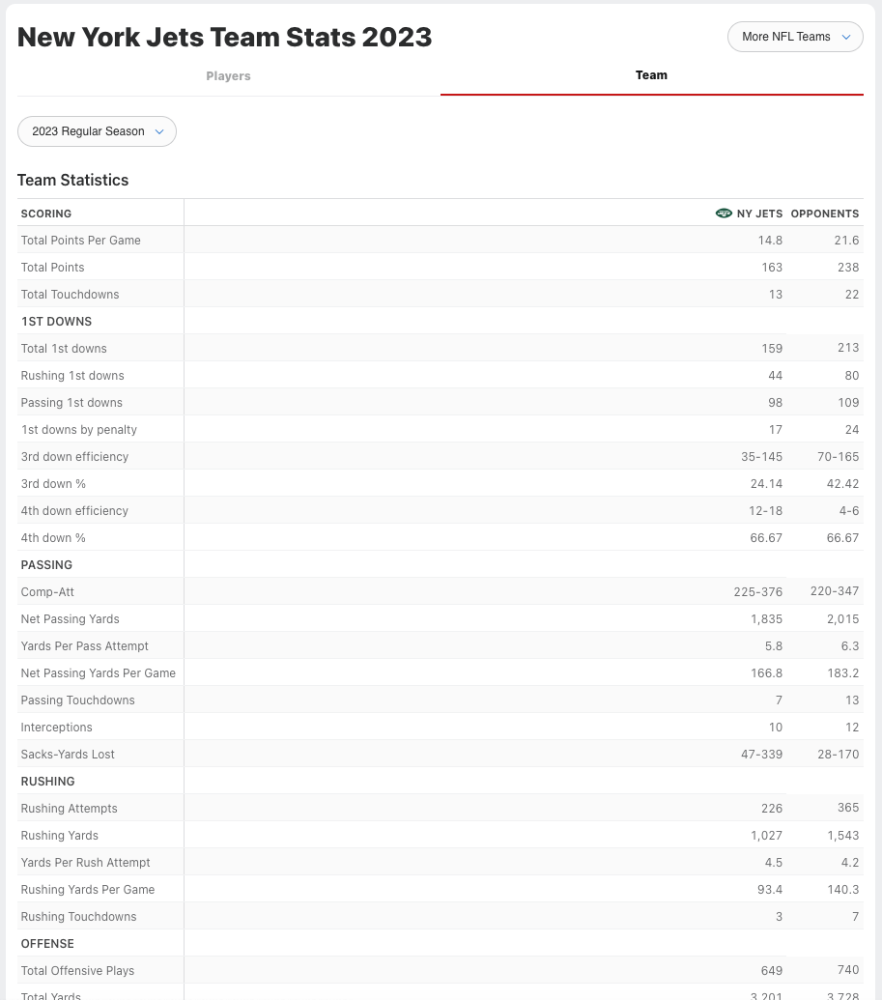 New York Jets Team Stats 2023
More NFL Teams
Players
Team
2023 Regular Season
Team Statistics
SCORING NY JETS OPPONENTS
Total Points Per Game 14.8 21.6
Total Points 163 238
Total Touchdowns 13 22
1ST DOWNS
Total 1st downs 159 213
Rushing 1st downs 44 80
Passing 1st downs 98 109
1st downs by penalty 17 24
3rd down efficiency 35-145 70-165
3rd down % 24.14 42.42
4th down efficiency 12-18 4-6
4th down % 66.67 66.67
PASSING
Comp-Att 225-376 220-347
Net Passing Yards 1,835 2,015
Yards Per Pass Attempt 5.8 6.3
Net Passing Yards Per Game 166.8 183.2
Passing Touchdowns 7 13
Interceptions 10 12
Sacks-Yards Lost 47-339 28-170
RUSHING
Rushing Attempts 226 365
Rushing Yards 1,027 1,543
Yards Per Rush Attempt 4.5 4.2
Rushing Yards Per Game 93.4 140.3
Rushing Touchdowns 3 7
OFFENSE
Total Offensive Plays 649 740
Total Yards 3,201 3,728